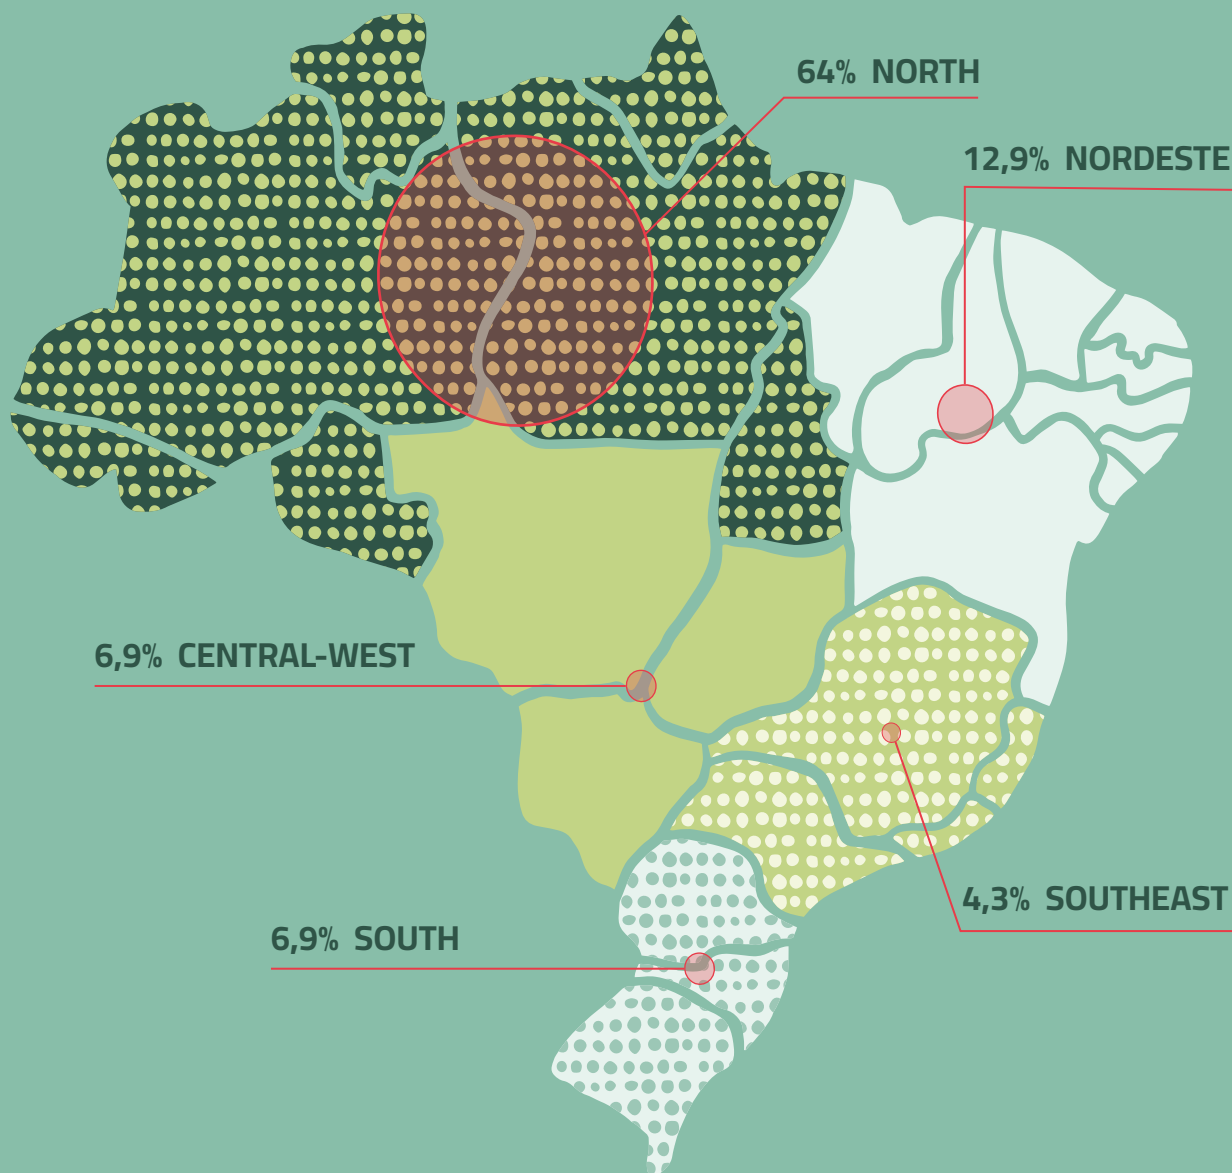 64% NORTH
12,9% NORDESTE
6,9% CENTRAL-WEST
4,3% SOUTHEAST
6,9% SOUTH